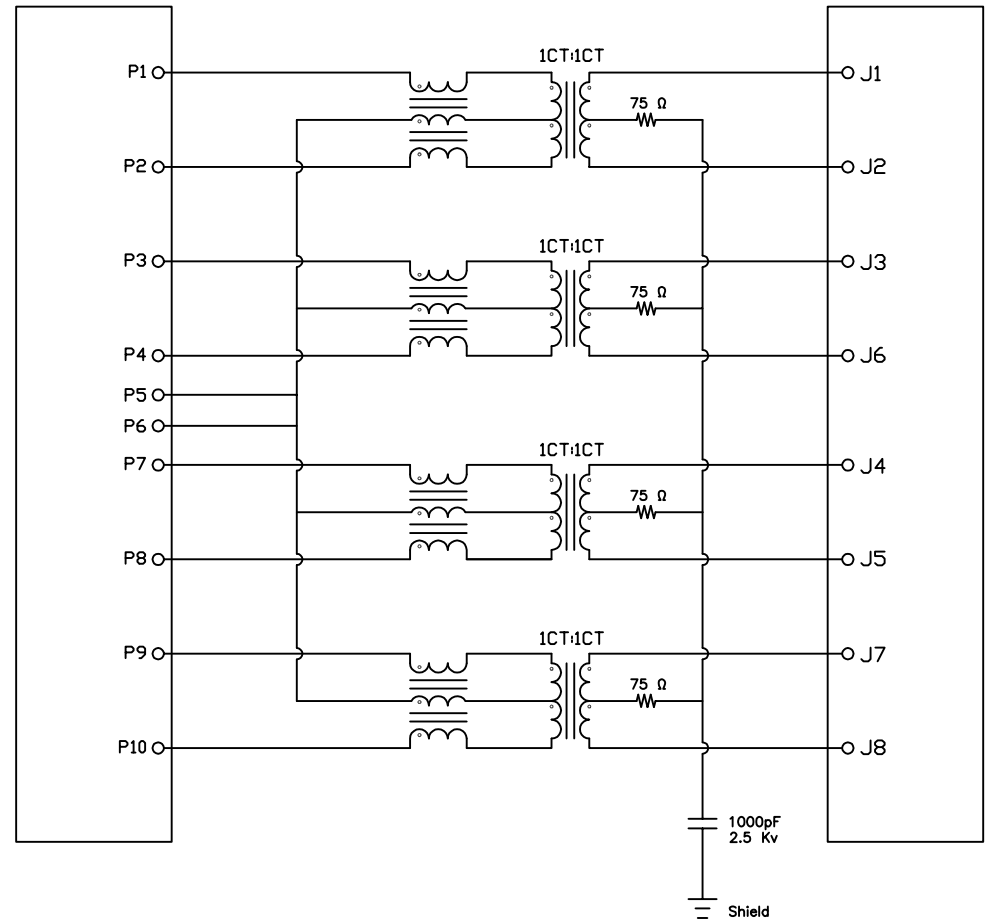 1CT:1CT
P1
J1
75 Ω
P2
J2
1CT:1CT
P3
J3
75 Ω
P4
J6
P5
P6
1CT:1CT
P7
J4
75 Ω
P8
J5
1CT:1CT
P9
J7
75 Ω
P10
J8
1000pF
2.5 Kv
Shield